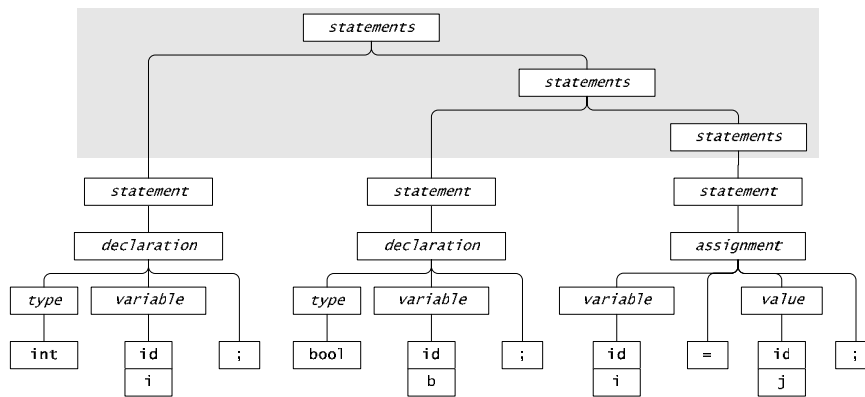 statements
statements
statements
statement statement statement
declaration declaration assignment
type variable type variable variable value
int id ; bool id ; id = id ;
i b i j